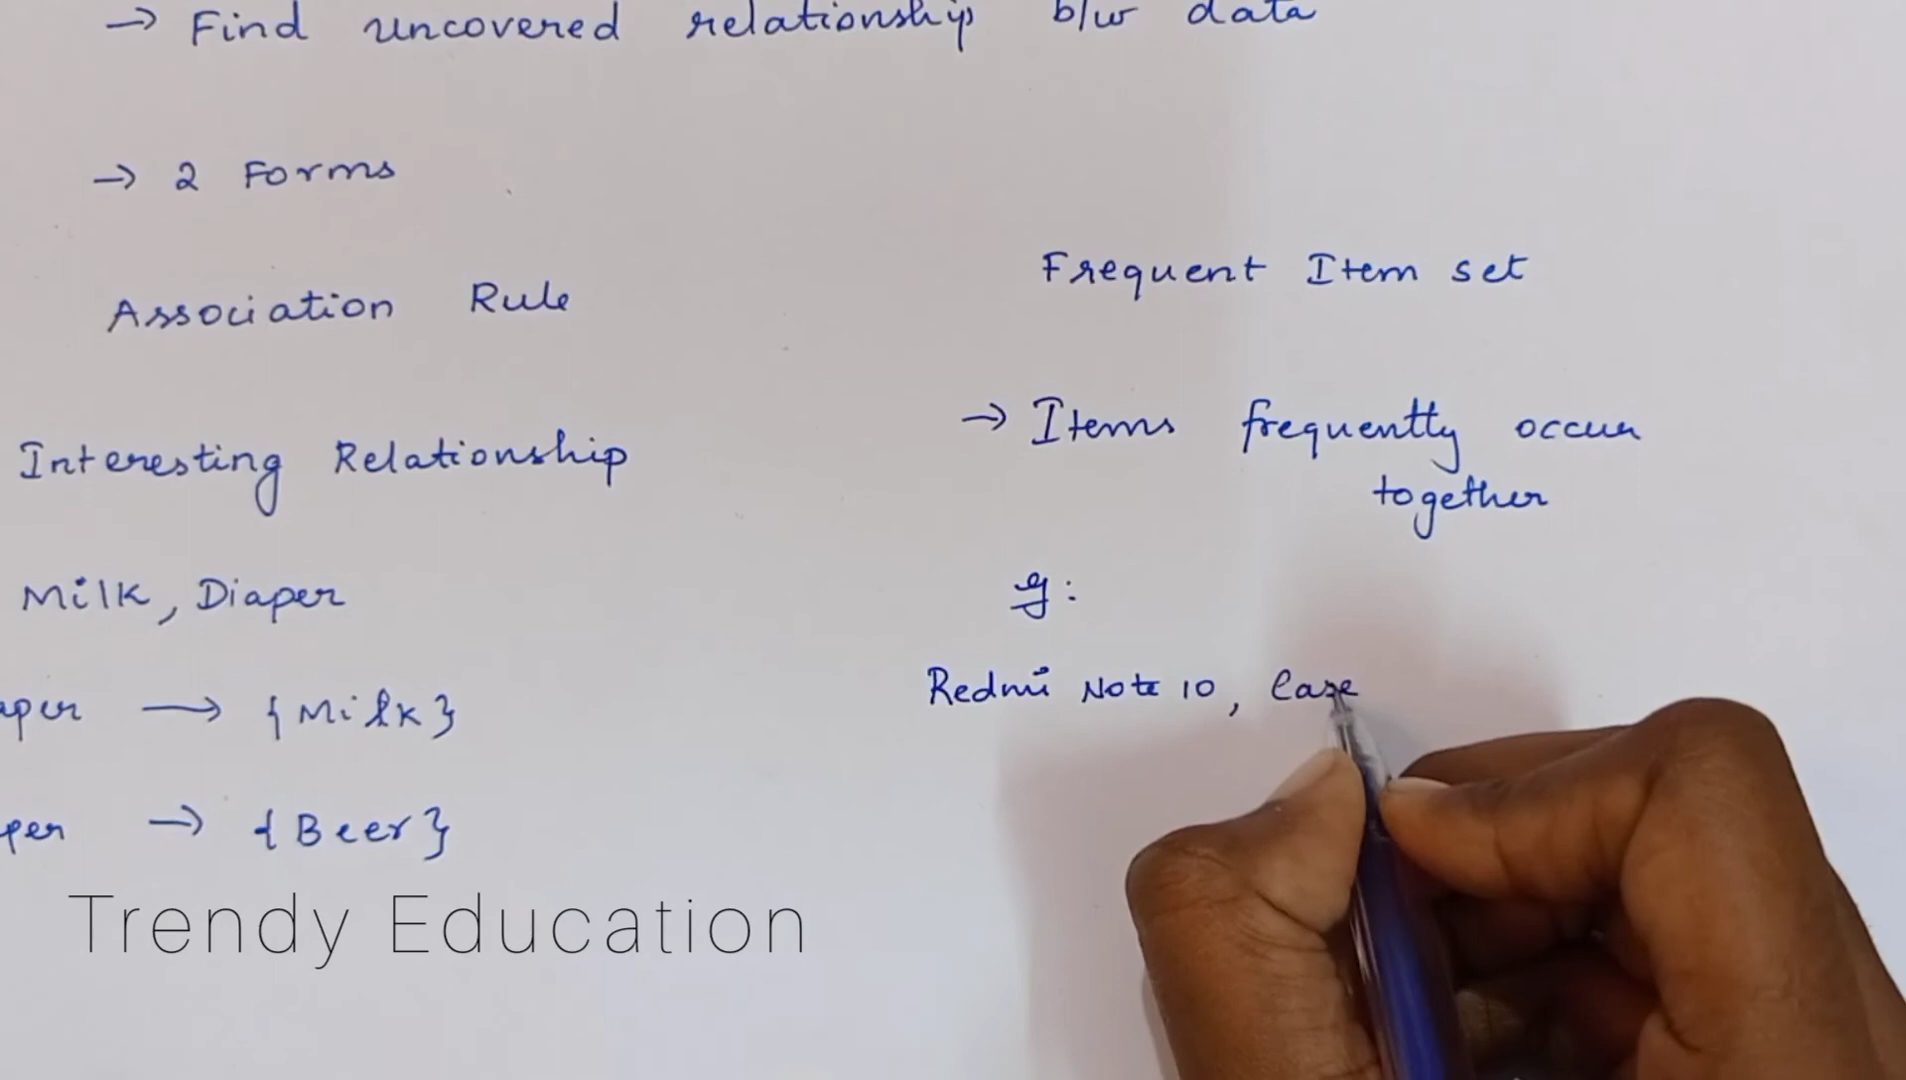 → Find uncovered relationship b/w data
→ 2 Forms
Association Rule
Interesting Relationship
Milk, Diaper
aper → {Milk}
per → {Beer}
Frequent Item set
→ Items frequently occur
together
eg:
Redmi Note 10, Case
Trendy Education